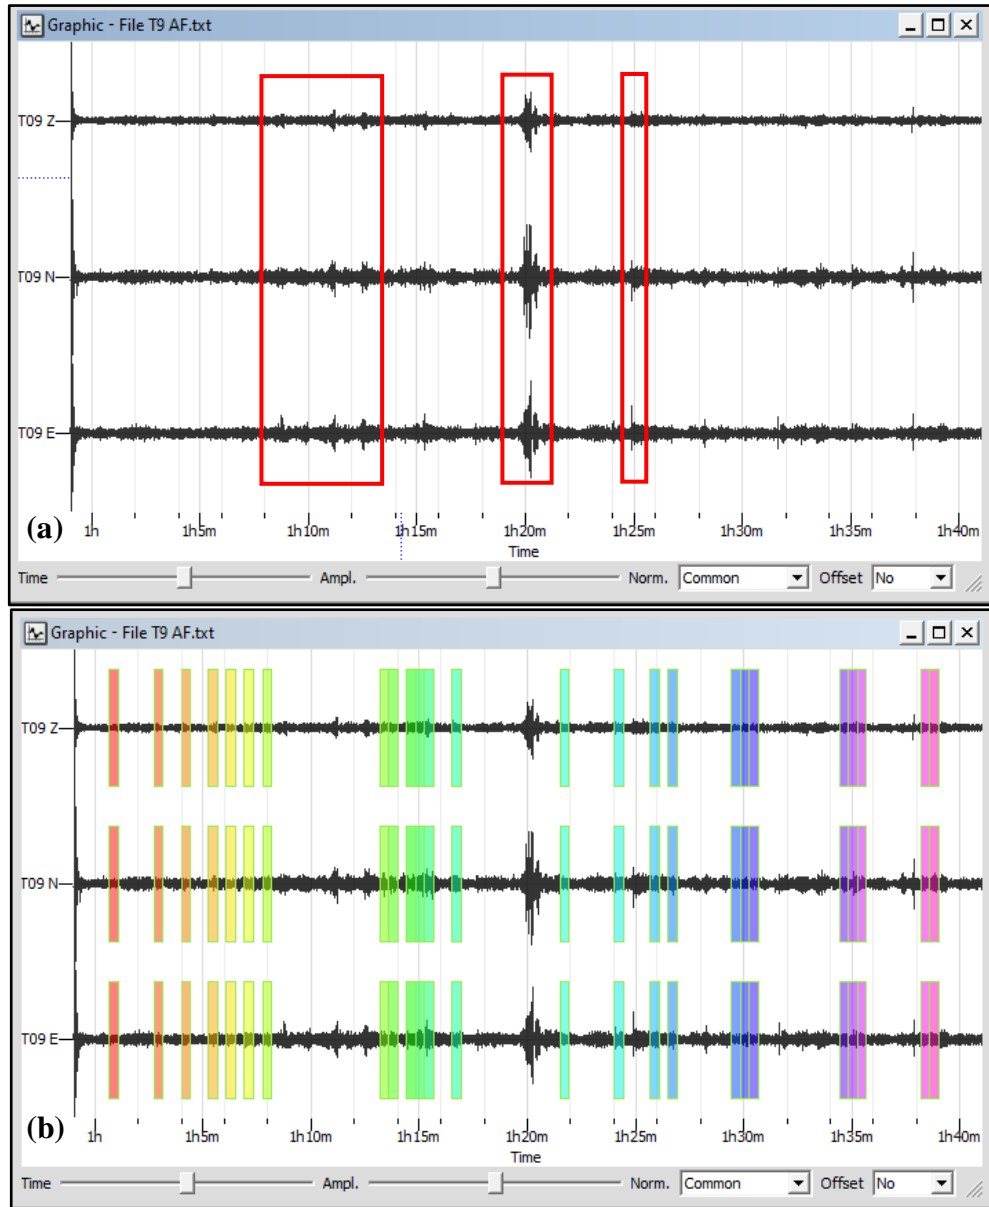 Graphic - File T9 AF.txt
T09 Z
T09 N
T09 E
(a)
1h 1h5m 1h10m 1h15m 1h20m 1h25m 1h30m 1h35m 1h40m
Time
Time Ampl. Norm. Common Offset No
Graphic - File T9 AF.txt
T09 Z
T09 N
T09 E
(b)
1h 1h5m 1h10m 1h15m 1h20m 1h25m 1h30m 1h35m 1h40m
Time
Time Ampl. Norm. Common Offset No